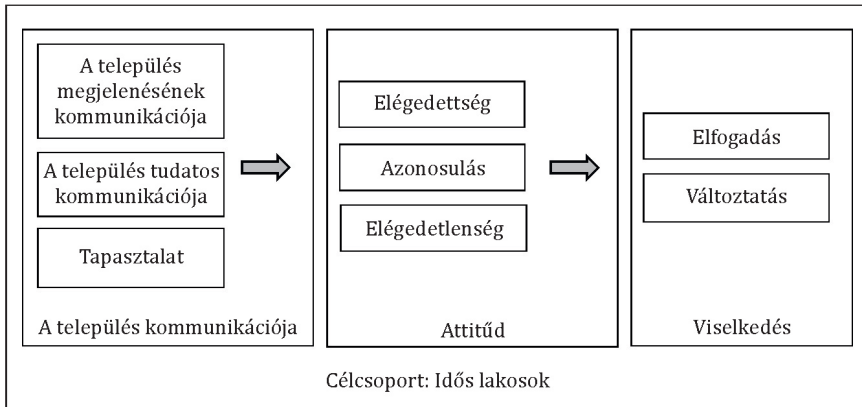 A település
megjelenésének
kommunikációja
A település tudatos
kommunikációja
Tapasztalat
A település kommunikációja
Elégedettség
Azonosulás
Elégedetlenség
Attitűd
Elfogadás
Változtatás
Viselkedés
Célcsoport: Idős lakosok